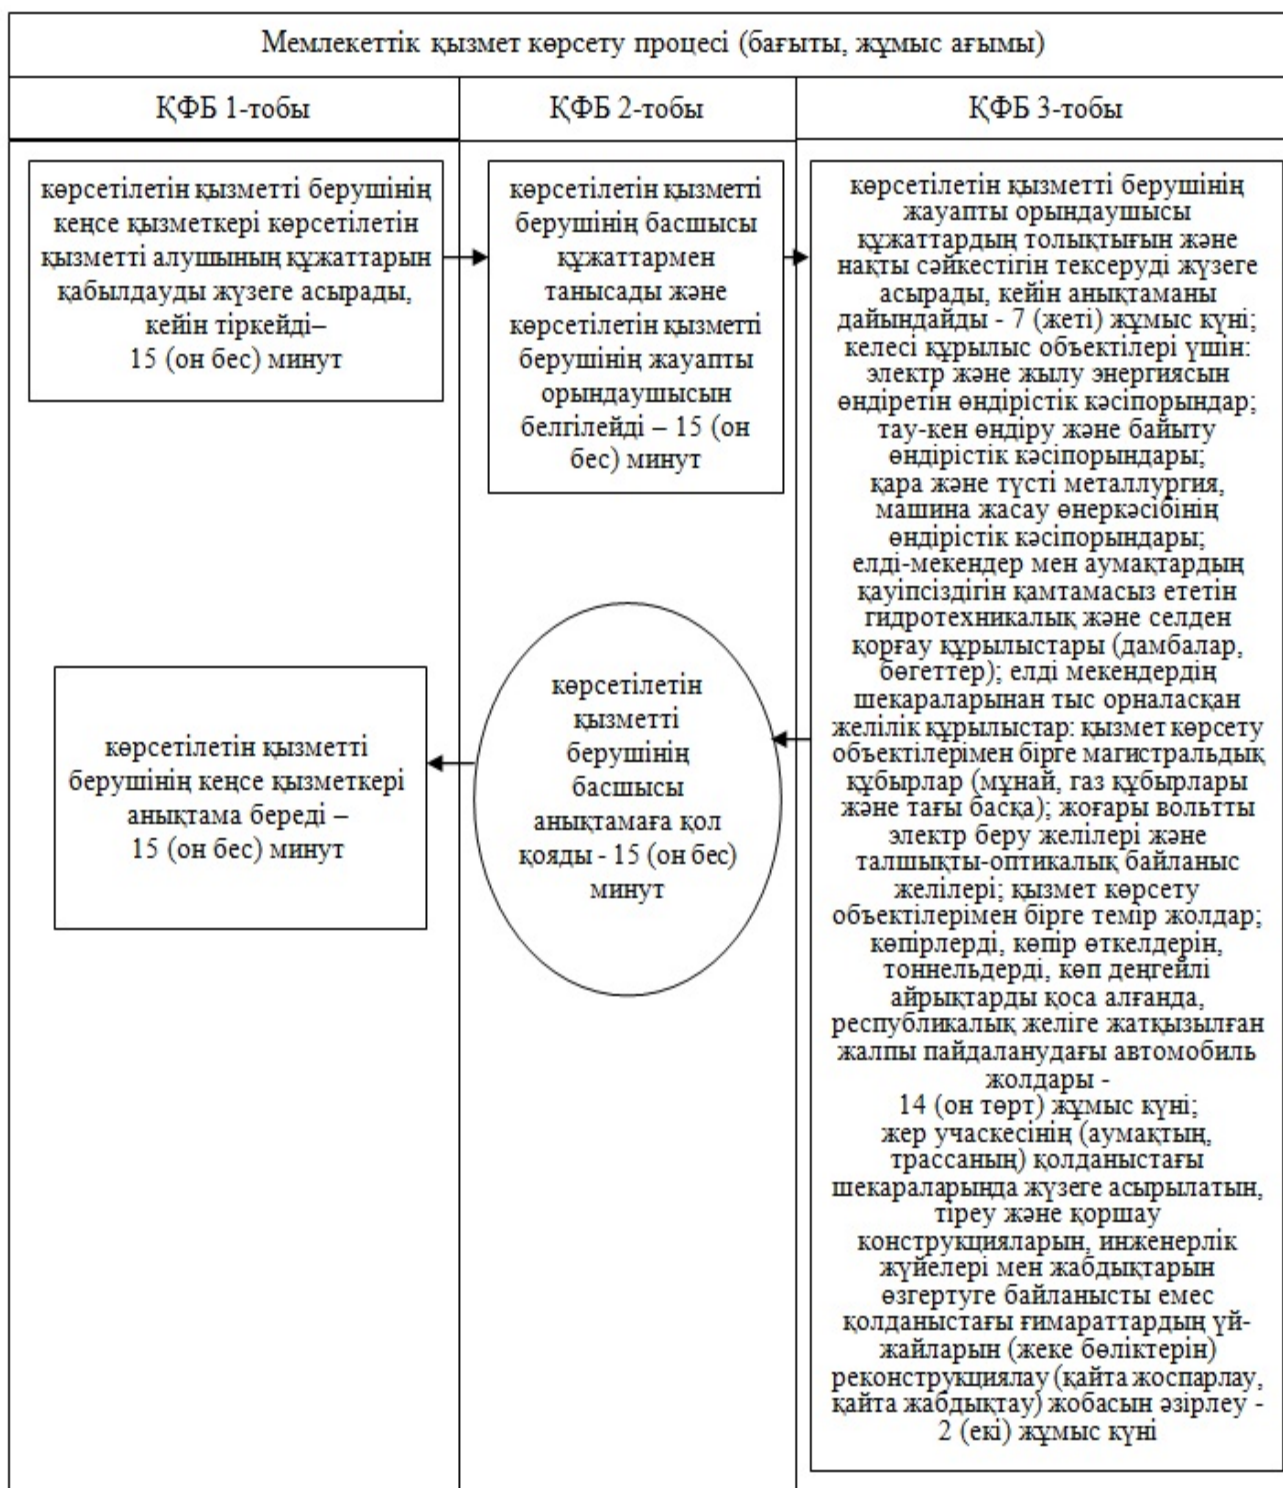 Мемлекеттік қызмет көрсету процесі (бағыты, жұмыс ағымы)
ҚФБ 1-тобы
ҚФБ 2-тобы
ҚФБ 3-тобы
көрсетілетін қызметті берушінің
кеңсе қызметкері көрсетілетін
қызметті алушының құжаттарын
қабылдауды жүзеге асырады,
кейін тіркейді–
15 (он бес) минут
көрсетілетін қызметті
берушінің басшысы
құжаттармен
танысады және
көрсетілетін қызметті
берушінің жауапты
орындаушысын
белгілейді – 15 (он
бес) минут
көрсетілетін қызметті берушінің
жауапты орындаушысы
құжаттардың толықтығын және
нақты сәйкестігін тексеруді жүзеге
асырады, кейін анықтаманы
дайындайды - 7 (жеті) жұмыс күні;
келесі құрылыс объектілері үшін:
электр және жылу энергиясын
өндіретін өндірістік кәсіпорындар;
тау-кен өндіру және байыту
өндірістік кәсіпорындары;
қара және түсті металлургия,
машина жасау өнеркәсібінің
өндірістік кәсіпорындары;
елді-мекендер мен аумақтардың
қауіпсіздігін қамтамасыз ететін
гидротехникалық және селден
қорғау құрылыстары (дамбалар,
бөгеттер); елді мекендердің
шекараларынан тыс орналасқан
желілік құрылыстар: қызмет көрсету
объектілерімен бірге магистральдық
құбырлар (мұнай, газ құбырлары
және тағы басқа); жоғары вольтты
электр беру желілері және
талшықты-оптикалық байланыс
желілері; қызмет көрсету
объектілерімен бірге темір жолдар;
көпірлерді, көпір өткелдерін,
тоннельдерді, көп деңгейлі
айрықтарды қоса алғанда,
республикалық желіге жатқызылған
жалпы пайдаланудағы автомобиль
жолдары -
14 (он төрт) жұмыс күні;
жер учаскесінің (аумақтың,
трассаның) қолданыстағы
шекараларында жүзеге асырылатын,
тіреу және қоршау
конструкцияларын, инженерлік
жүйелері мен жабдықтарын
өзгертуге байланысты емес
қолданыстағы ғимараттардың үй-
жайларын (жеке бөліктерін)
реконструкциялау (қайта жоспарлау,
қайта жабдықтау) жобасын әзірлеу -
2 (екі) жұмыс күні
көрсетілетін
қызметті
берушінің
басшысы
анықтамаға қол
қояды - 15 (он бес)
минут
көрсетілетін қызметті
берушінің кеңсе қызметкері
анықтама береді –
15 (он бес) минут